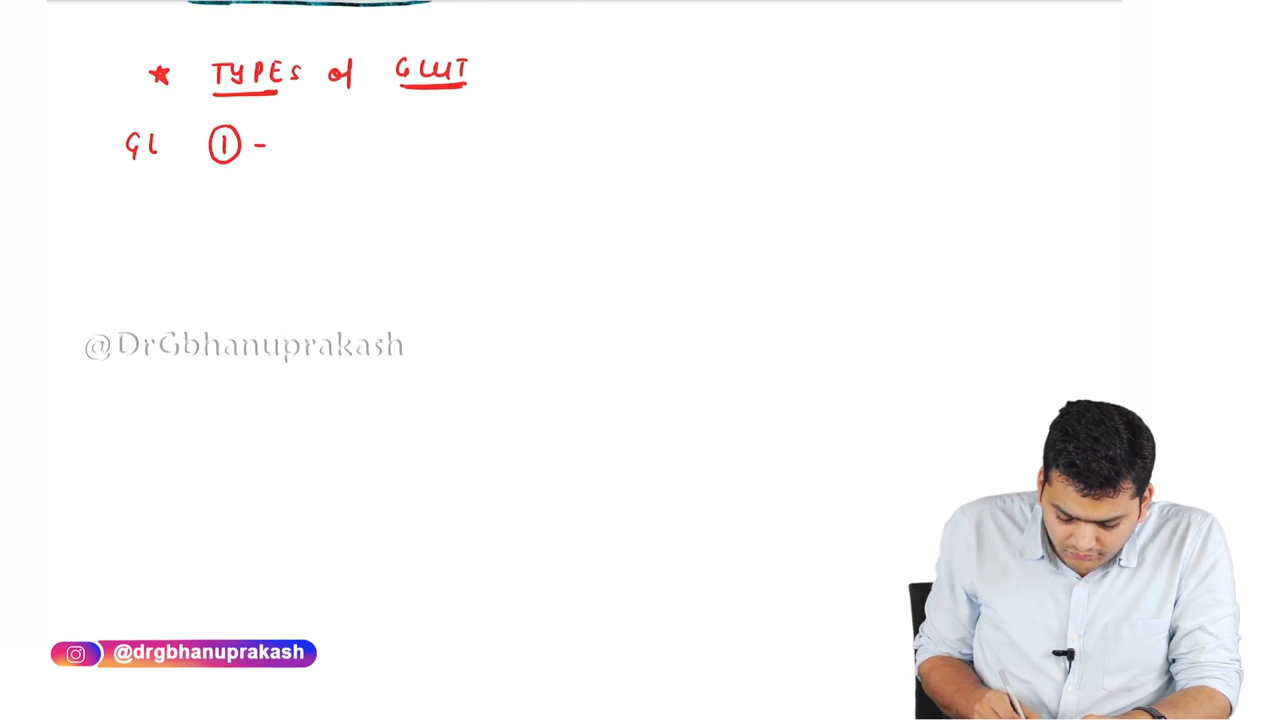 ★ TYPES of GLUT
GL ① -
@DrGbhanuprakash
@drgbhanuprakash